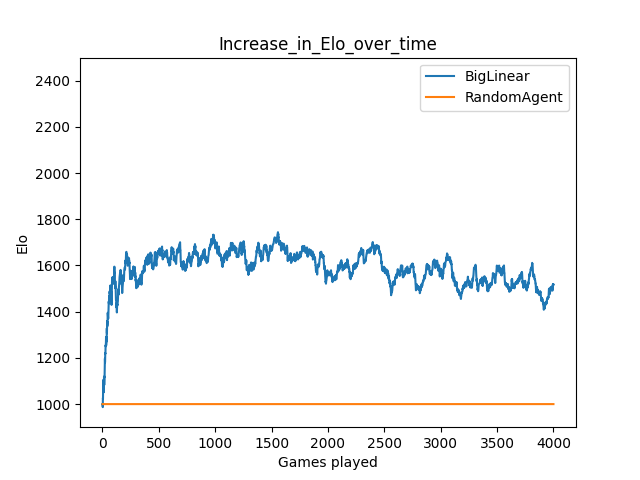 Increase_in_Elo_over_time
BigLinear
RandomAgent
2400
2200
2000
1800
1600
1400
1200
1000
Elo
0 500 1000 1500 2000 2500 3000 3500 4000
Games played